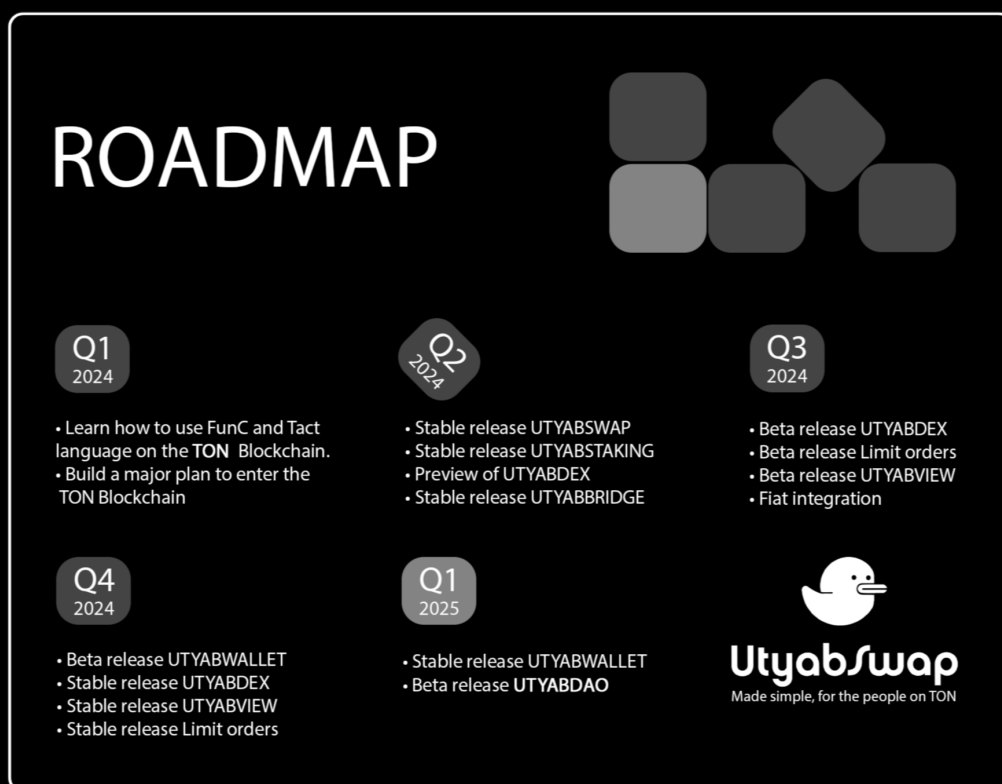 ROADMAP
Q1
2024
• Learn how to use FunC and Tact
language on the TON Blockchain.
• Build a major plan to enter the
TON Blockchain
Q2
2024
• Stable release UTYABSWAP
• Stable release UTYABSTAKING
• Preview of UTYABDEX
• Stable release UTYABBRIDGE
Q3
2024
• Beta release UTYABDEX
• Beta release Limit orders
• Beta release UTYABVIEW
• Fiat integration
Q4
2024
• Beta release UTYABWALLET
• Stable release UTYABDEX
• Stable release UTYABVIEW
• Stable release Limit orders
Q1
2025
• Stable release UTYABWALLET
• Beta release UTYABDAO
UtyabSwap
Made simple, for the people on TON